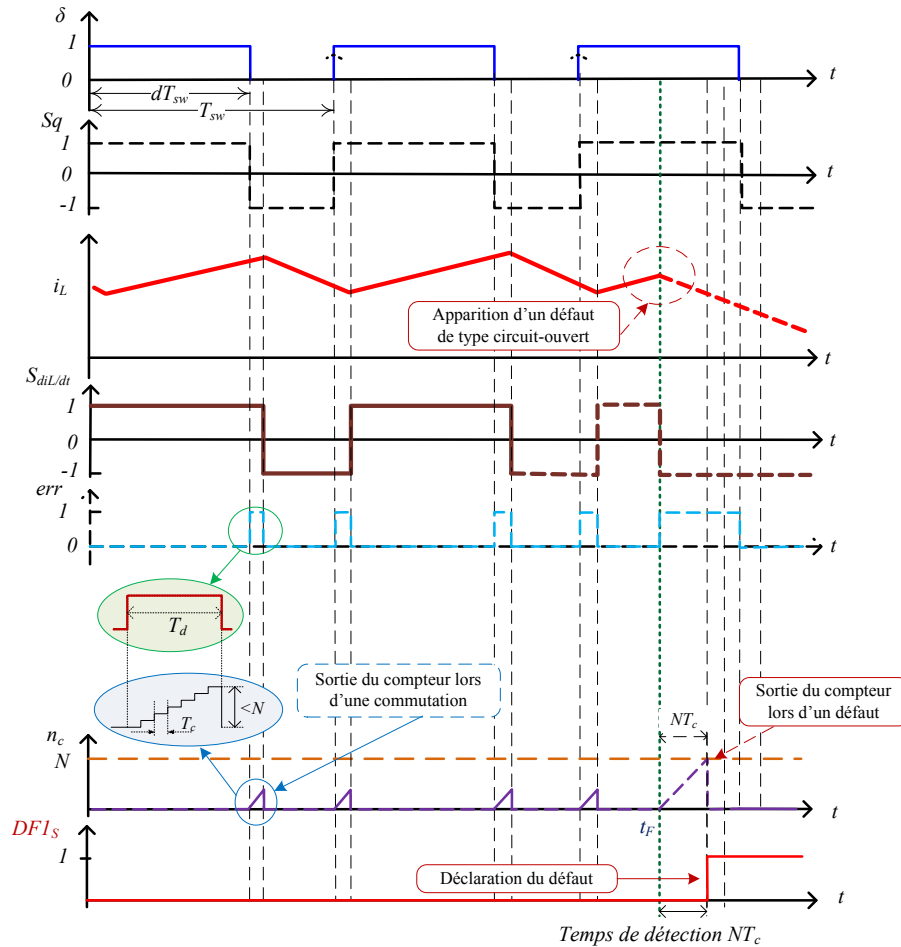 δ
1
0
t
dT_sw
T_sw
Sq
1
0
t
-1
i_L
Apparition d'un défaut
de type circuit-ouvert
t
S_diL/dt
1
0
t
-1
err
1
0
t
T_d
Sortie du compteur lors
d'une commutation
Sortie du compteur
lors d'un défaut
<N
T_c
n_c
NT_c
N
t
t_F
DF1_S
1
Déclaration du défaut
t
Temps de détection NT_c